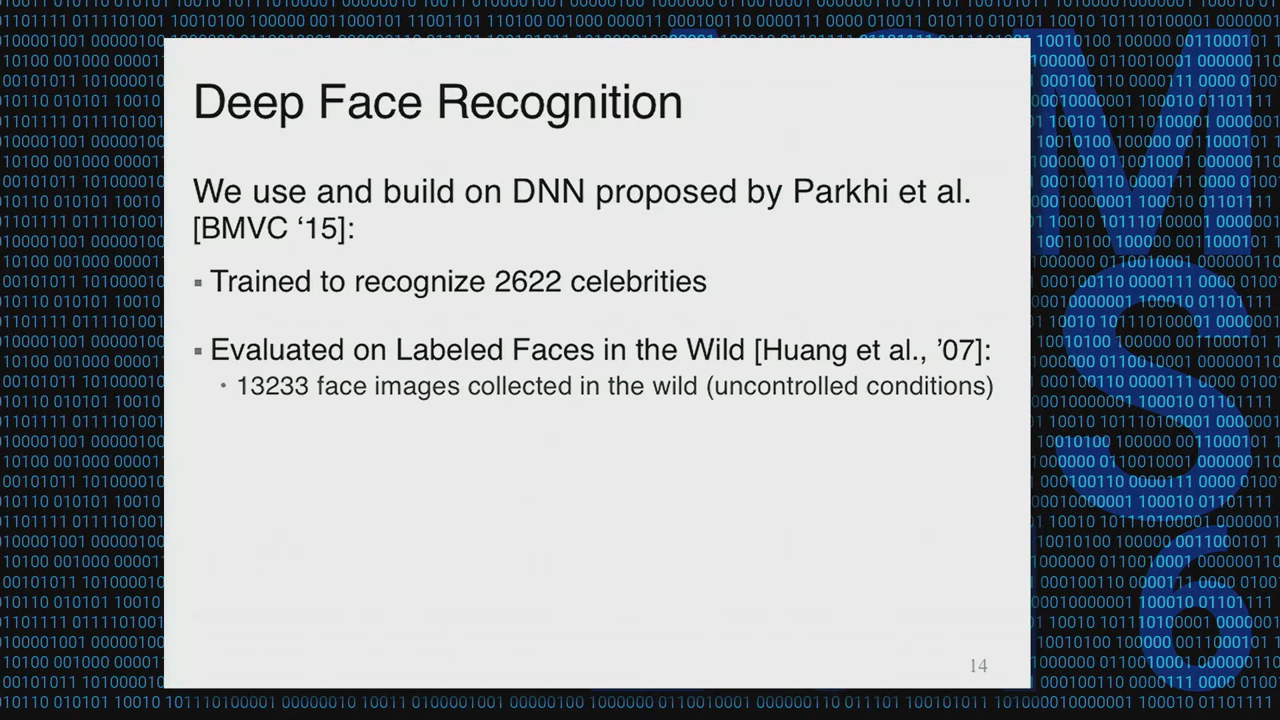 Deep Face Recognition
We use and build on DNN proposed by Parkhi et al.
[BMVC ‘15]:
▪ Trained to recognize 2622 celebrities
▪ Evaluated on Labeled Faces in the Wild [Huang et al., ’07]:
• 13233 face images collected in the wild (uncontrolled conditions)
14